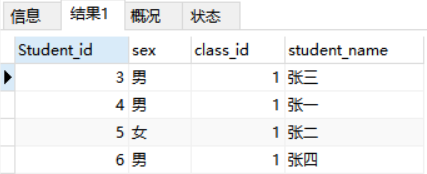 信息 结果1 概况 状态
Student_id sex class_id student_name
3 男 1 张三
4 男 1 张一
5 女 1 张二
6 男 1 张四